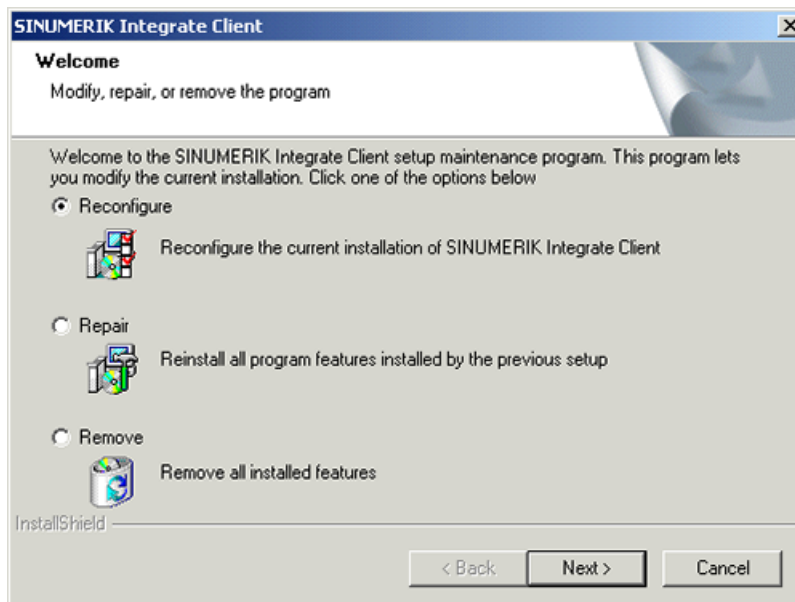 SINUMERIK Integrate Client
Welcome
Modify, repair, or remove the program
Welcome to the SINUMERIK Integrate Client setup maintenance program. This program lets
you modify the current installation. Click one of the options below
Reconfigure
Reconfigure the current installation of SINUMERIK Integrate Client
Repair
Reinstall all program features installed by the previous setup
Remove
Remove all installed features
InstallShield
< Back
Next >
Cancel